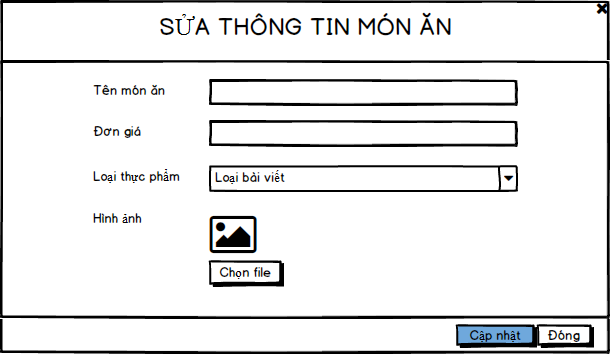 SỬA THÔNG TIN MÓN ĂN
Tên món ăn
Đơn giá
Loại thực phẩm
Loại bài viết
Hình ảnh
Chọn file
Cập nhật
Đóng